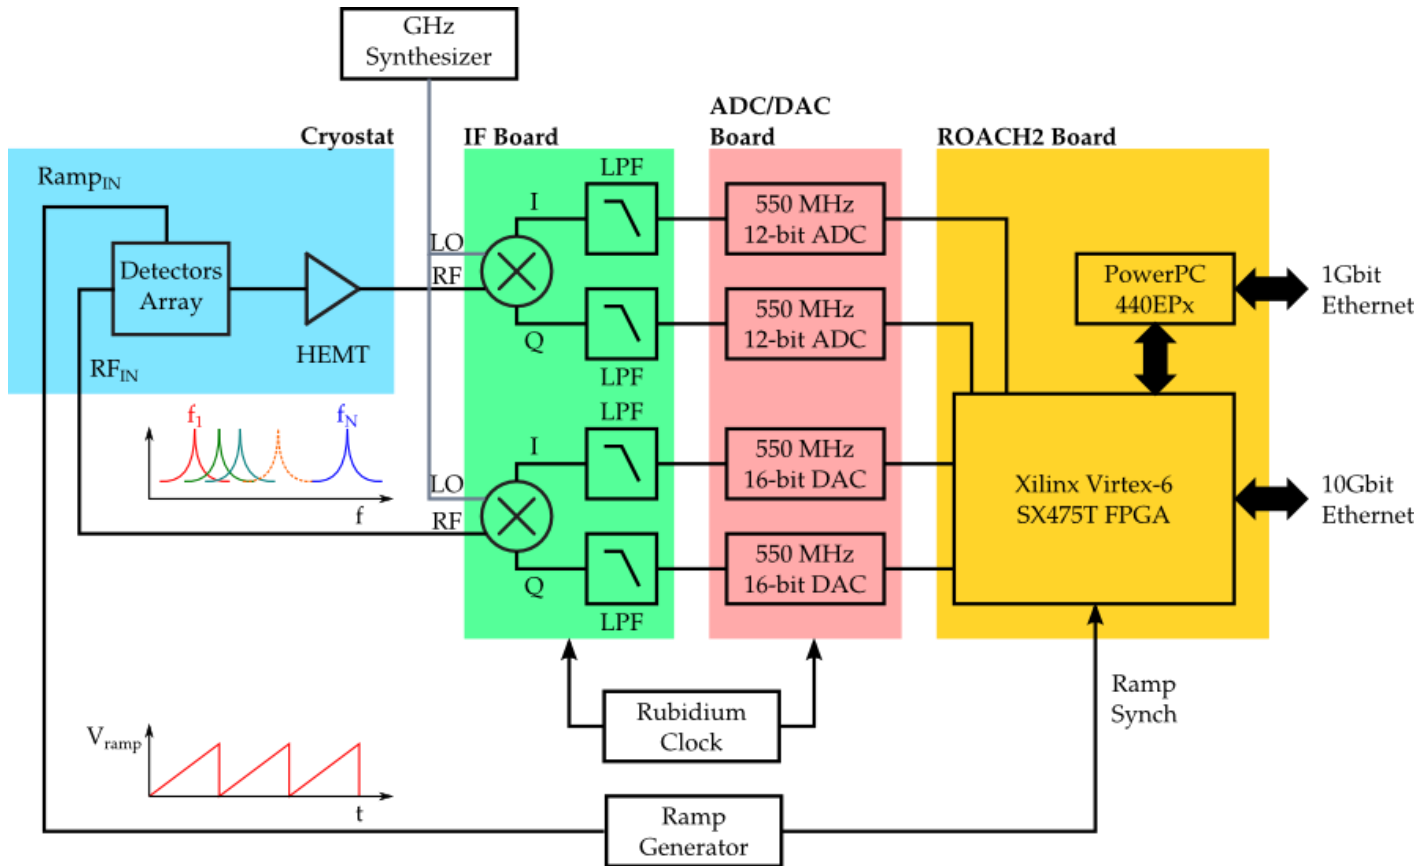 GHz
Synthesizer
Cryostat
IF Board
ADC/DAC
Board
ROACH2 Board
Ramp_IN
Detectors
Array
HEMT
RF_IN
LO
RF
I
Q
LPF
LPF
550 MHz
12-bit ADC
550 MHz
12-bit ADC
PowerPC
440EPx
1Gbit
Ethernet
f_1
f_N
f
LO
RF
I
Q
LPF
LPF
550 MHz
16-bit DAC
550 MHz
16-bit DAC
Xilinx Virtex-6
SX475T FPGA
10Gbit
Ethernet
Ramp
Synch
Rubidium
Clock
V_ramp
t
Ramp
Generator